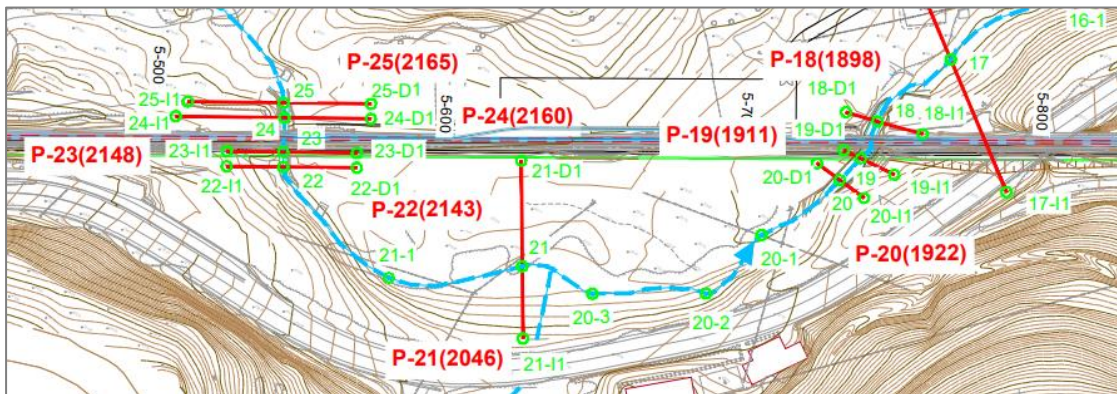 16-1
P-25(2165)
P-18(1898)
5-500
25-I1
25
25-D1
5-600
18-D1
17
24-I1
24
24-D1
P-24(2160)
18
18-I1
5-800
P-23(2148)
23-I1
23
23-D1
P-19(1911)
19-D1
22-I1
22
22-D1
21-D1
20-D1
19
19-I1
20
20-I1
17-I1
P-22(2143)
21-1
21
20-1
P-20(1922)
20-3
20-2
P-21(2046)
21-I1